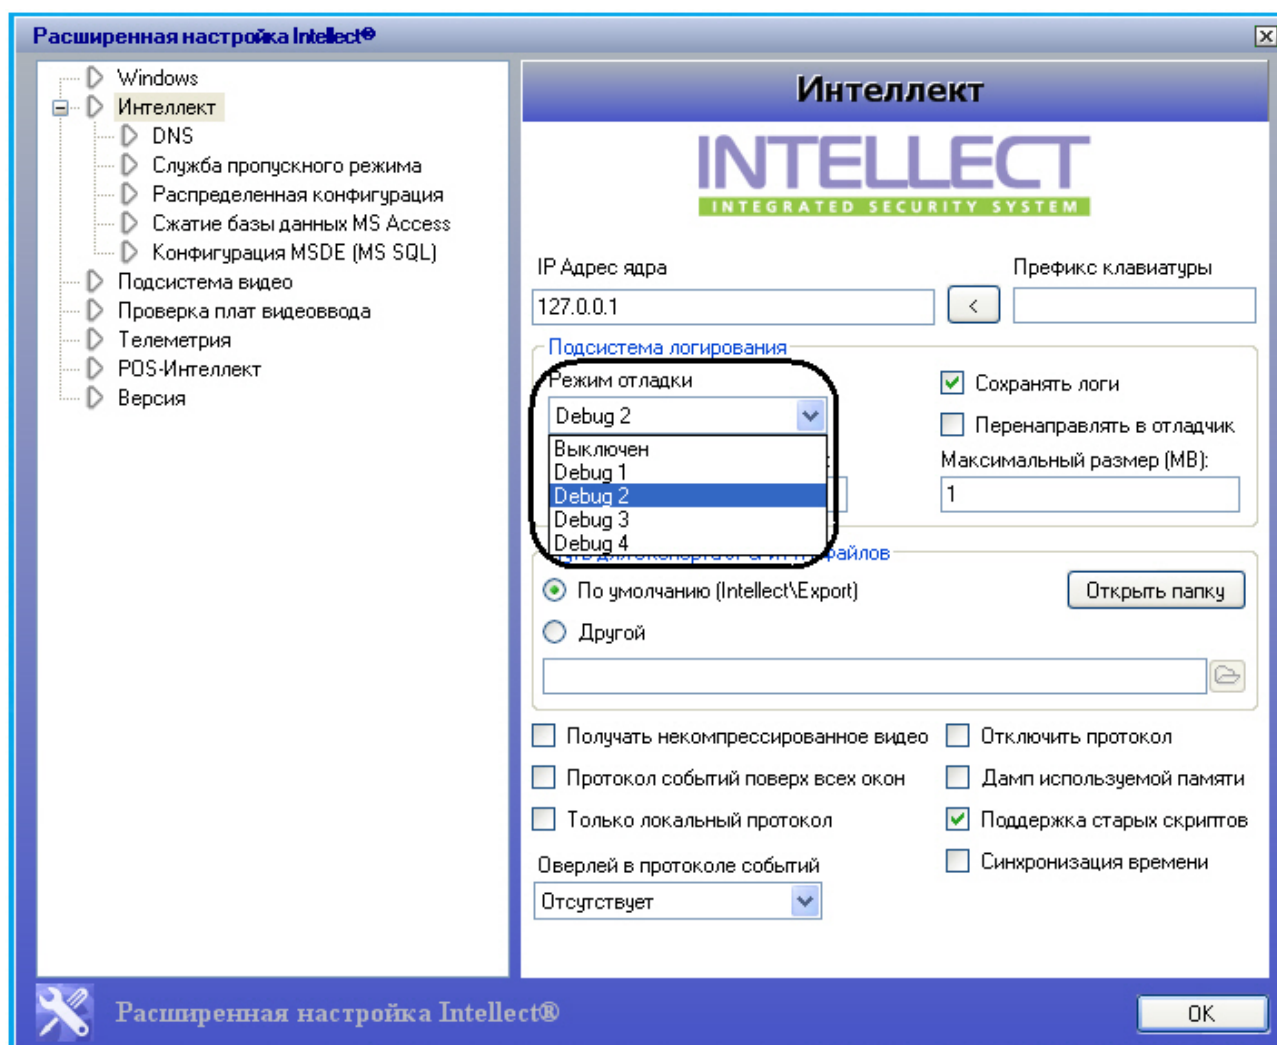 Расширенная настройка Intellect®
Windows
Интеллект
DNS
Служба пропускного режима
Распределенная конфигурация
Сжатие базы данных MS Access
Конфигурация MSDE (MS SQL)
Подсистема видео
Проверка плат видеоввода
Телеметрия
POS-Интеллект
Версия
Интеллект
INTELLECT
INTEGRATED SECURITY SYSTEM
IP Адрес ядра
Префикс клавиатуры
127.0.0.1
<
Подсистема логирования
Режим отладки
Сохранять логи
Debug 2
Перенаправлять в отладчик
Выключен
Debug 1
Debug 2
Debug 3
Debug 4
Максимальный размер (MB):
1
файлов
По умолчанию (Intellect\Export)
Открыть папку
Другой
Получать некомпрессированное видео
Отключить протокол
Протокол событий поверх всех окон
Дамп используемой памяти
Только локальный протокол
Поддержка старых скриптов
Оверлей в протоколе событий
Синхронизация времени
Отсутствует
Расширенная настройка Intellect®
OK